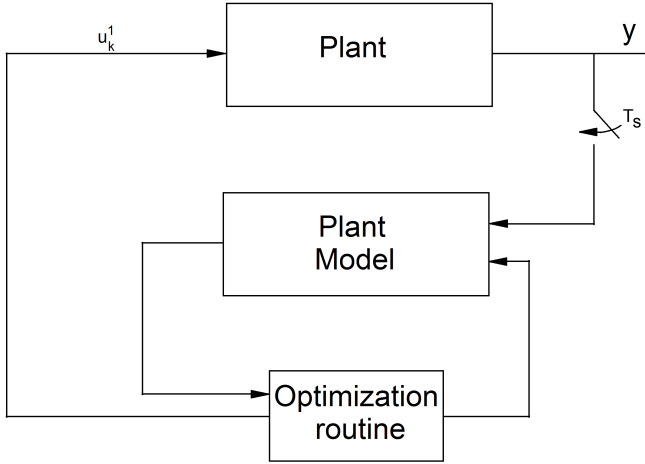 u_k^1
Plant
y
T_s
Plant
Model
Optimization
routine